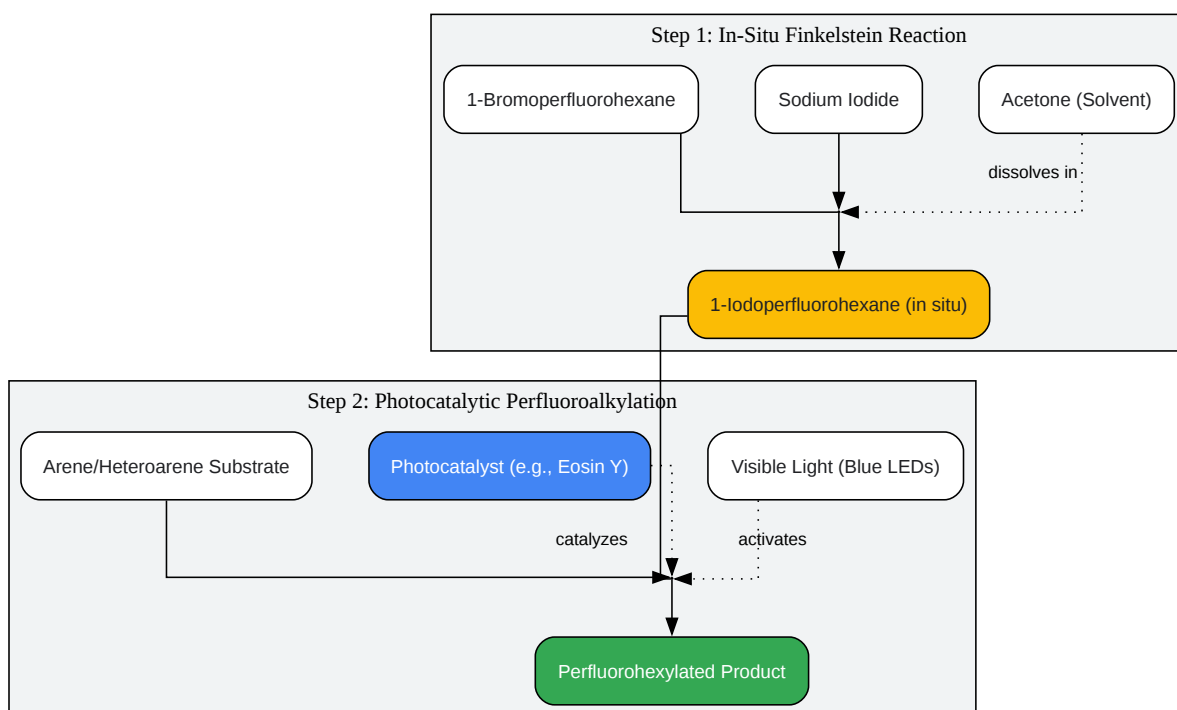 Step 1: In-Situ Finkelstein Reaction
1-Bromoperfluorohexane
Sodium Iodide
Acetone (Solvent)
dissolves in
1-Iodoperfluorohexane (in situ)
Step 2: Photocatalytic Perfluoroalkylation
Arene/Heteroarene Substrate
Photocatalyst (e.g., Eosin Y)
Visible Light (Blue LEDs)
catalyzes
activates
Perfluorohexylated Product